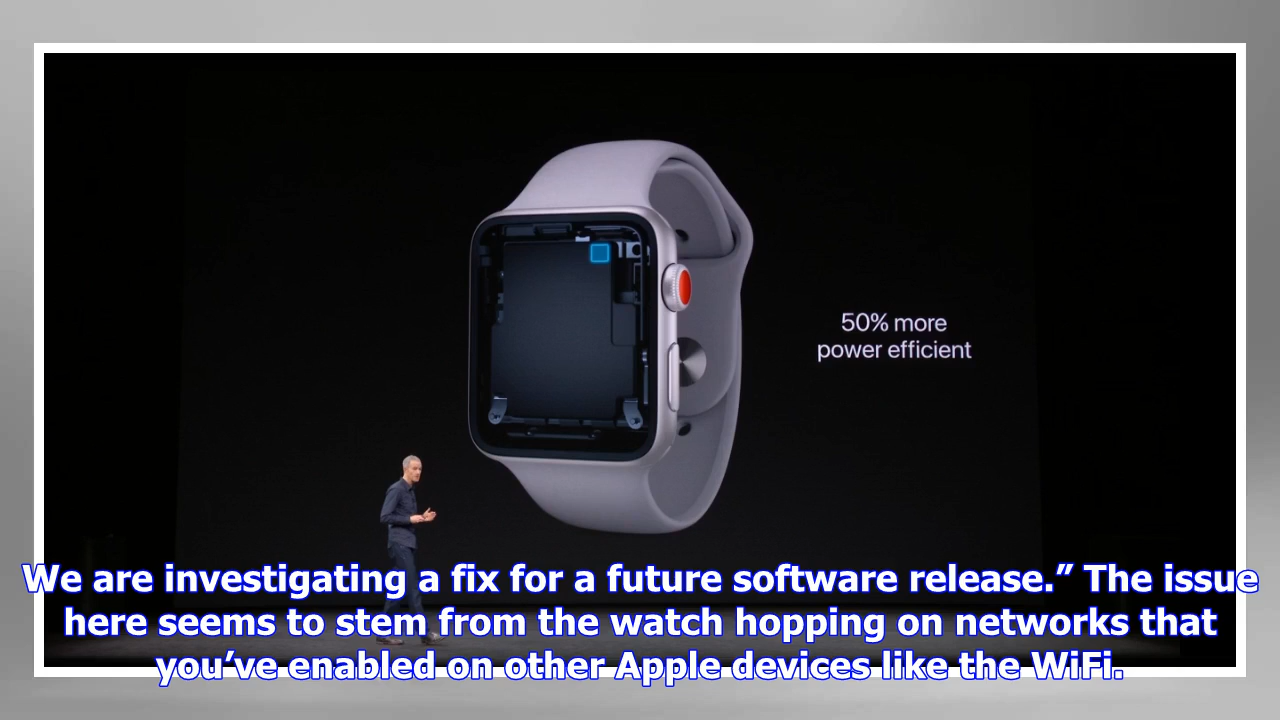 50% more
power efficient
We are investigating a fix for a future software release.” The issue
here seems to stem from the watch hopping on networks that
you’ve enabled on other Apple devices like the WiFi.